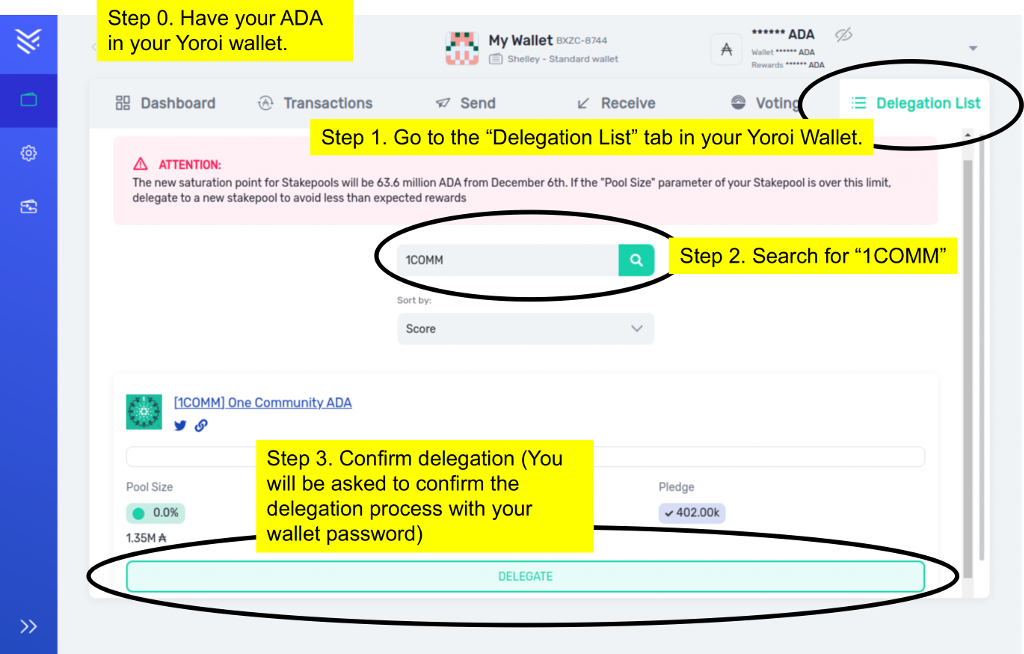 Step 0. Have your ADA
in your Yoroi wallet.
My Wallet BXZC-8744
Shelley - Standard wallet
****** ADA
Wallet ****** ADA
Rewards ****** ADA
Dashboard
Transactions
Send
Receive
Voting
Delegation List
Step 1. Go to the “Delegation List” tab in your Yoroi Wallet.
ATTENTION:
The new saturation point for Stakepools will be 63.6 million ADA from December 6th. If the "Pool Size" parameter of your Stakepool is over this limit,
delegate to a new stakepool to avoid less than expected rewards
1COMM
Step 2. Search for “1COMM”
Sort by:
Score
[1COMM] One Community ADA
Step 3. Confirm delegation (You
will be asked to confirm the
delegation process with your
wallet password)
Pool Size
0.0%
1.35M ₳
Pledge
402.00k
DELEGATE